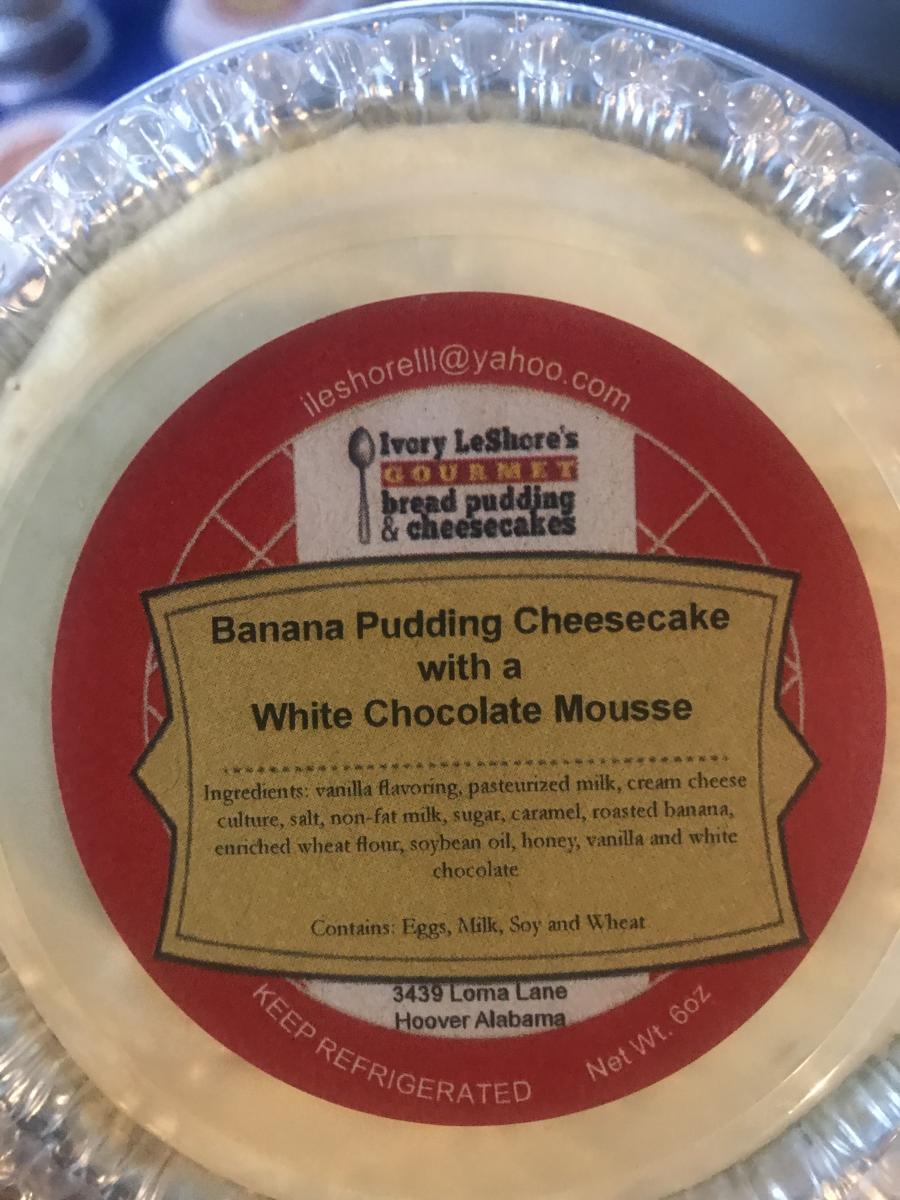 ileshorelll@yahoo.com
Ivory LeShore's
GOURMET
bread pudding
& cheesecakes
Banana Pudding Cheesecake
with a
White Chocolate Mousse
Ingredients: vanilla flavoring, pasteurized milk, cream cheese
culture, salt, non-fat milk, sugar, caramel, roasted banana,
enriched wheat flour, soybean oil, honey, vanilla and white
chocolate
Contains: Eggs, Milk, Soy and Wheat
3439 Lorna Lane
Hoover Alabama
KEEP REFRIGERATED
Net Wt. 6oz